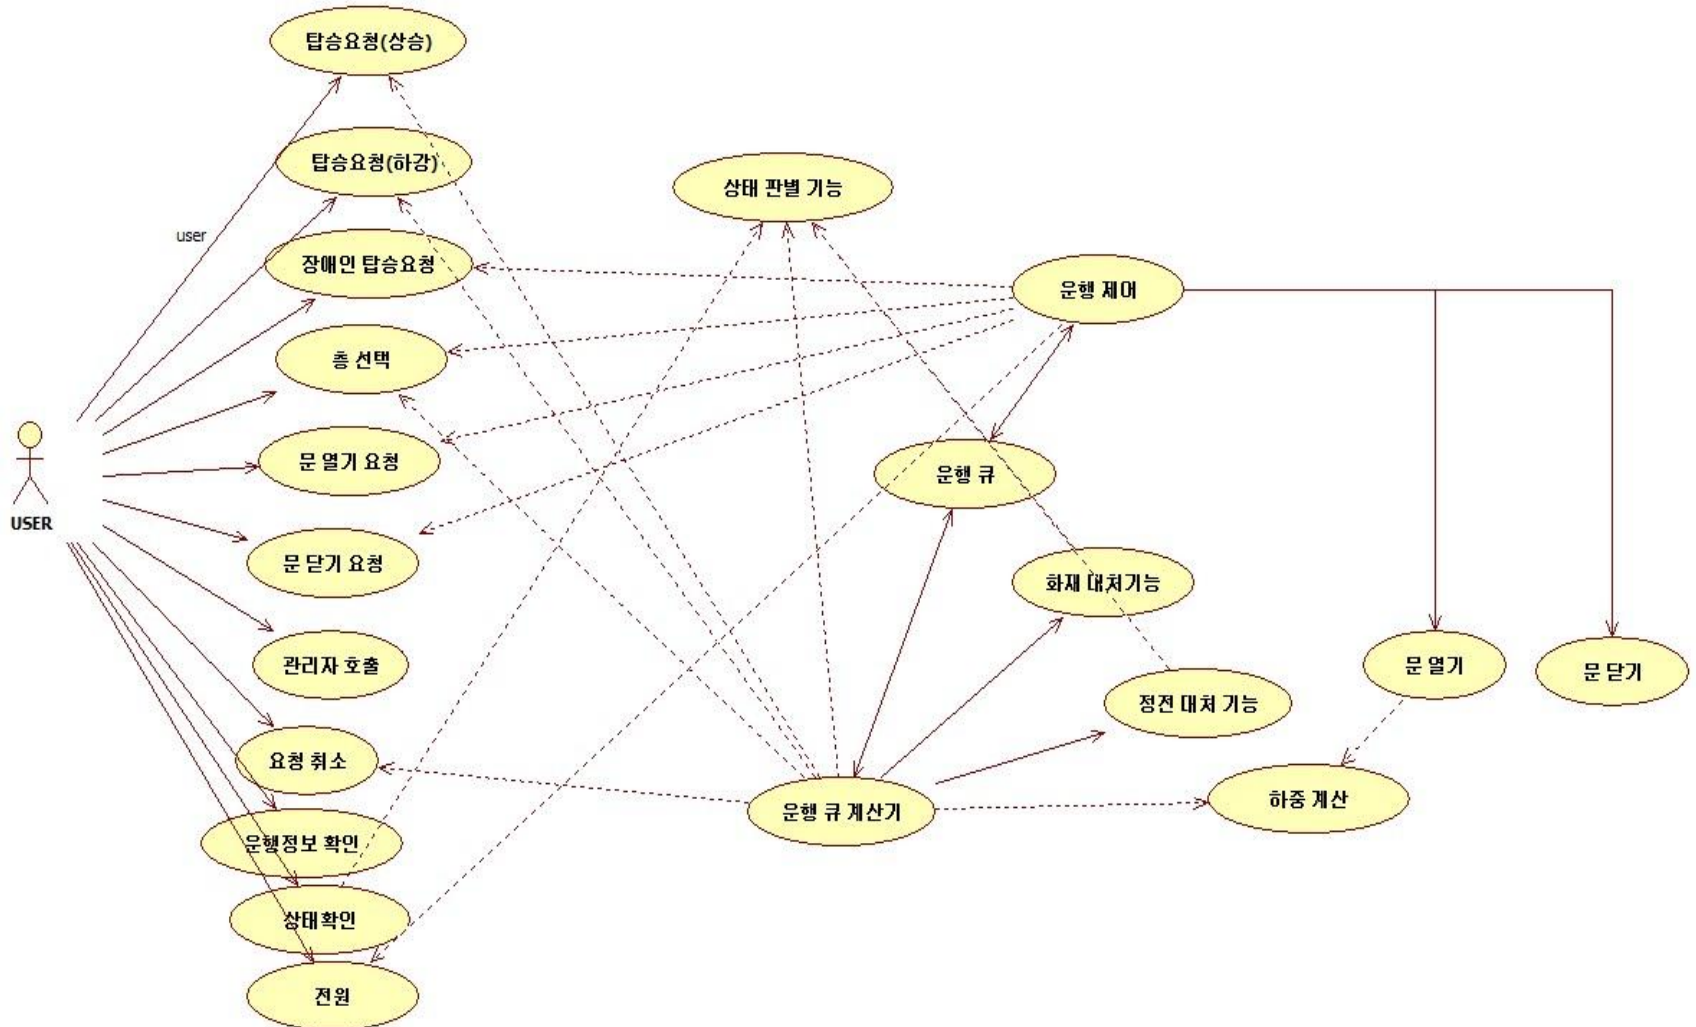 탑승요청(상승)
탑승요청(하강)
상태 판별 기능
user
장애인 탑승요청
운행 제어
층 선택
문 열기 요청
운행 큐
USER
문 닫기 요청
화재 대처기능
관리자 호출
문 열기
문 닫기
정전 대처 기능
요청 취소
하중 계산
운행 큐 계산기
운행정보 확인
상태확인
전원